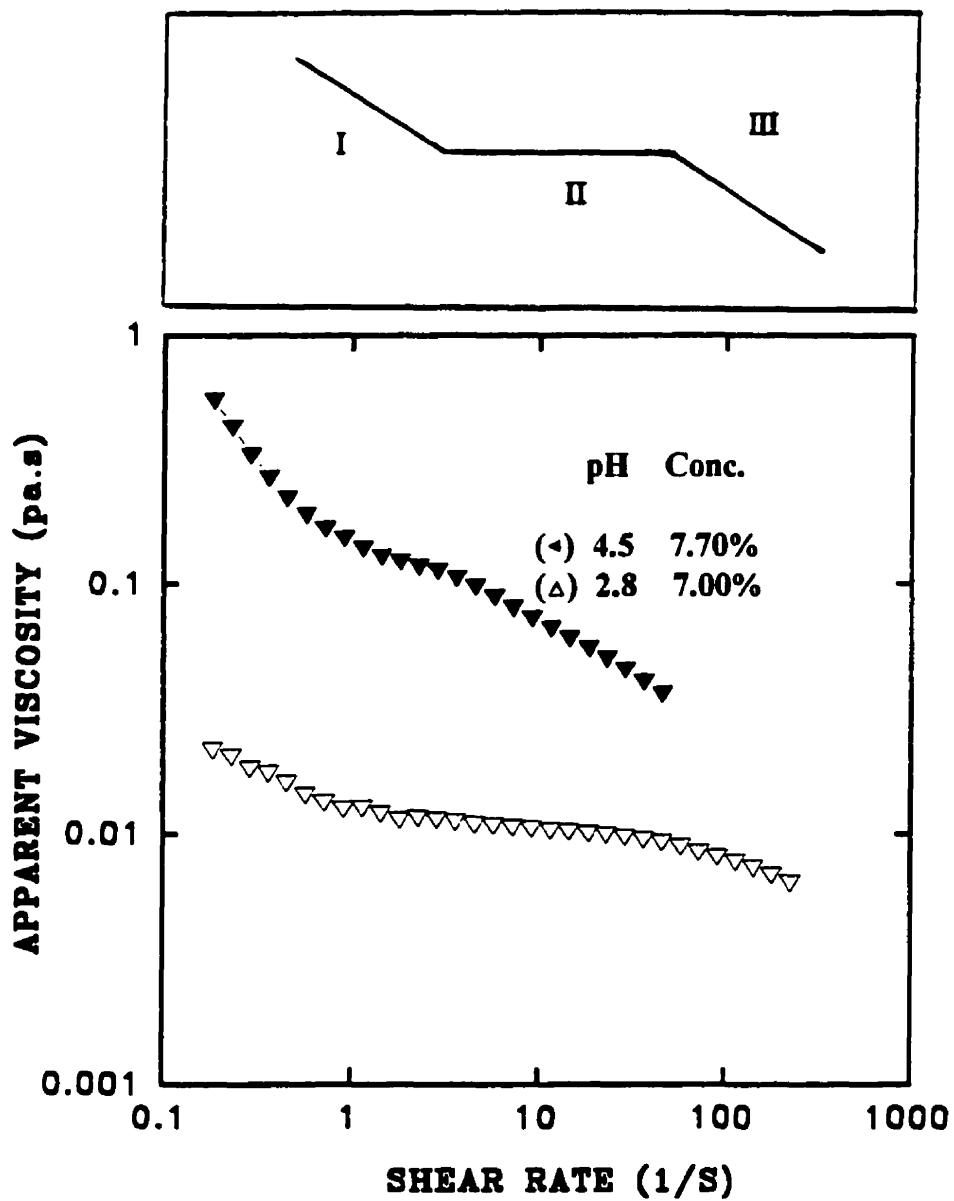 I
II
III
1
0.1
0.01
0.001
APPARENT VISCOSITY (pa.s)
pH Conc.
(◂) 4.5 7.70%
(△) 2.8 7.00%
0.1 1 10 100 1000
SHEAR RATE (1/S)